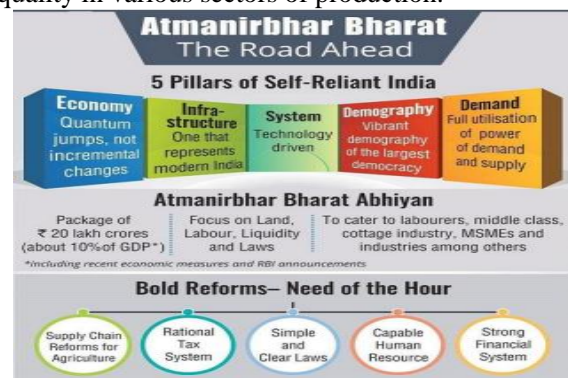 quality in various sectors of production.
Atmanirbhar Bharat
The Road Ahead
5 Pillars of Self-Reliant India
Economy
Quantum
jumps, not
incremental
changes
Infra-
structure
One that
represents
modern India
System
Technology
driven
Demography
Vibrant
demography
of the largest
democracy
Demand
Full utilisation
of power
of demand
and supply
Atmanirbhar Bharat Abhiyan
Package of
₹ 20 lakh crores
(about 10%of GDP*)
Focus on Land,
Labour, Liquidity
and Laws
To cater to labourers, middle class,
cottage industry, MSMEs and
industries among others
*including recent economic measures and RBI announcements
Bold Reforms– Need of the Hour
Supply Chain
Reforms for
Agriculture
Rational
Tax
System
Simple
and
Clear Laws
Capable
Human
Resource
Strong
Financial
System